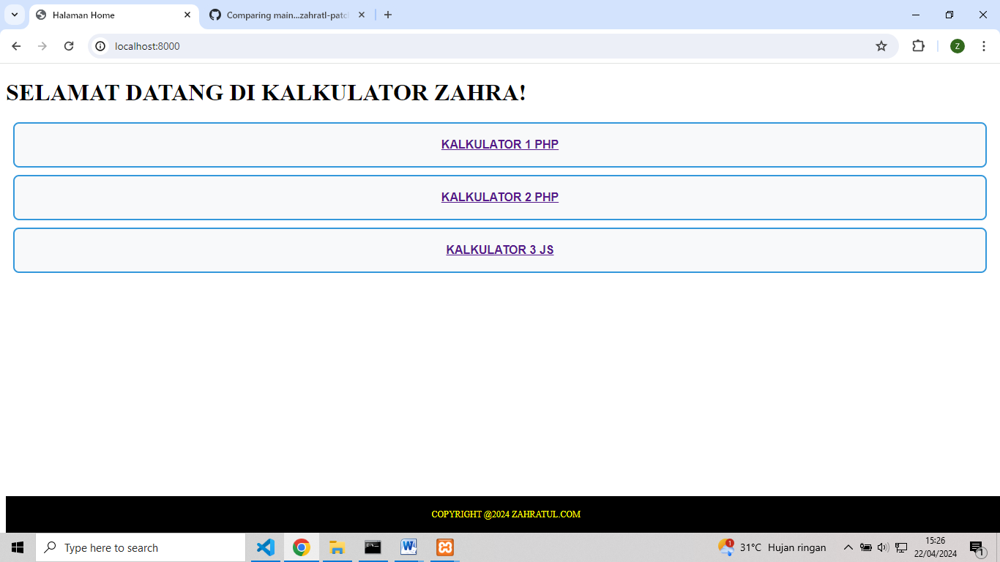 Halaman Home
Comparing main...zahratl-patc
localhost:8000
Z
SELAMAT DATANG DI KALKULATOR ZAHRA!
KALKULATOR 1 PHP
KALKULATOR 2 PHP
KALKULATOR 3 JS
COPYRIGHT @2024 ZAHRATUL.COM
Type here to search
W
1
31°C Hujan ringan
15:26
22/04/2024
1